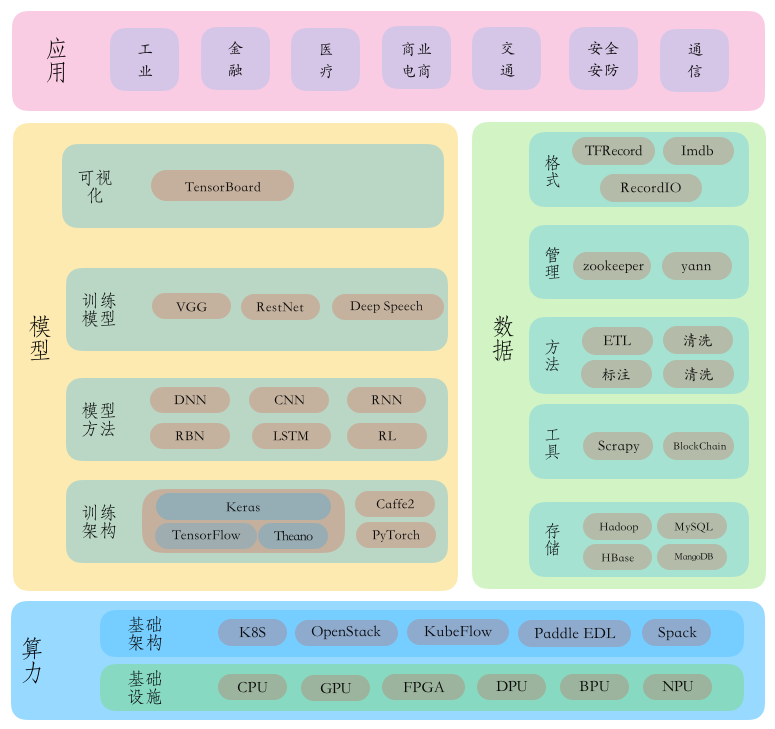 应用
工业
金融
医疗
商业
电商
交通
安全
安防
通信
模型
可视化
TensorBoard
训练
模型
VGG
RestNet
Deep Speech
模型
方法
DNN
CNN
RNN
RBN
LSTM
RL
训练
架构
Keras
TensorFlow
Theano
Caffe2
PyTorch
数据
格式
TFRecord
Imdb
RecordIO
管理
zookeeper
yann
方法
ETL
清洗
标注
清洗
工具
Scrapy
BlockChain
存储
Hadoop
MySQL
HBase
MangoDB
算力
基础
架构
K8S
OpenStack
KubeFlow
Paddle EDL
Spack
基础
设施
CPU
GPU
FPGA
DPU
BPU
NPU